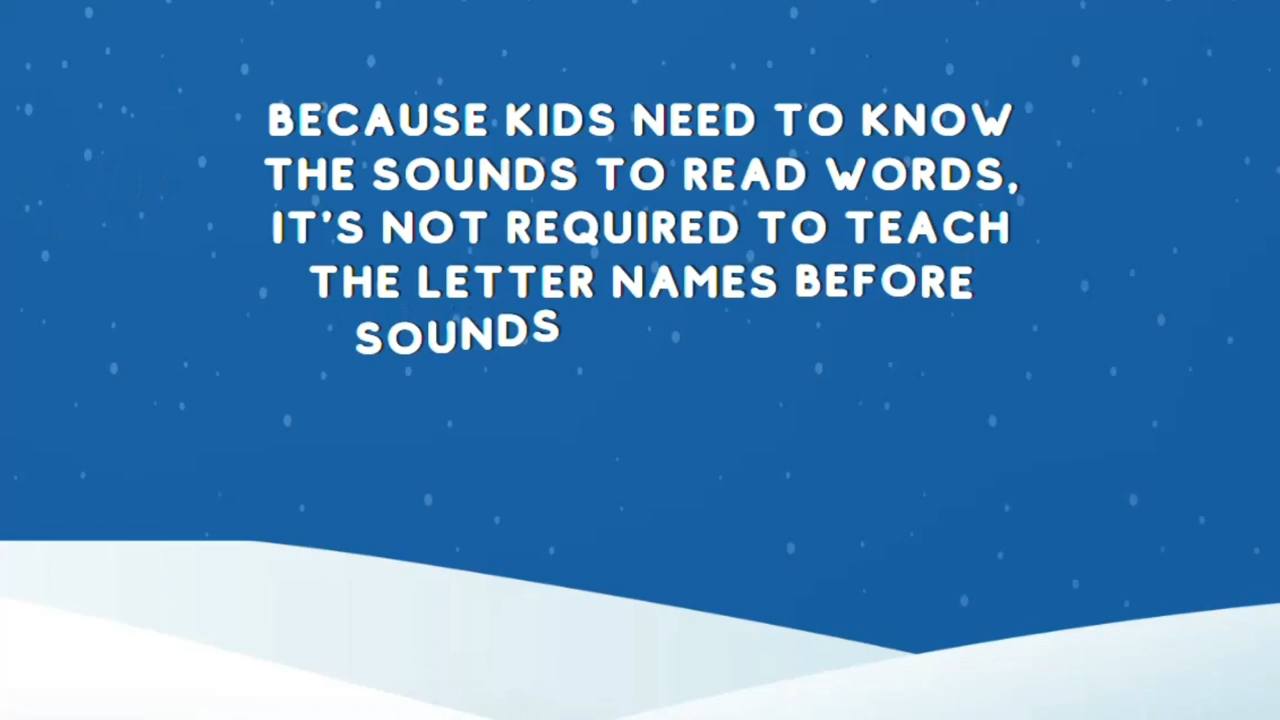 BECAUSE KIDS NEED TO KNOW
THE SOUNDS TO READ WORDS,
IT'S NOT REQUIRED TO TEACH
THE LETTER NAMES BEFORE
SOUNDS